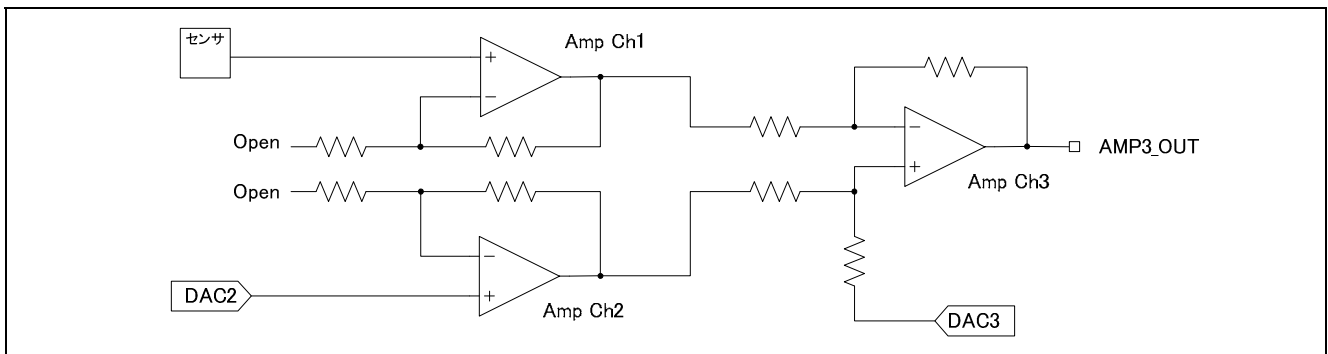 センサ
Amp Ch1
Open
Open
AMP3_OUT
Amp Ch3
DAC2
Amp Ch2
DAC3